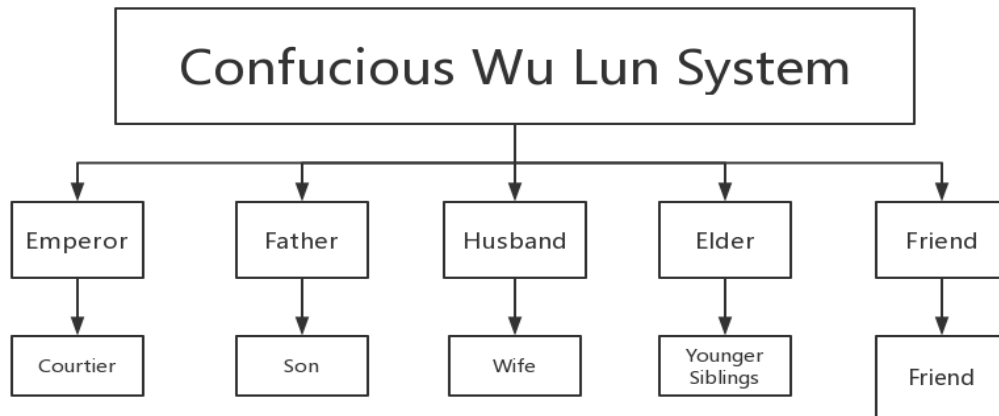 Confucious Wu Lun System
Emperor
Father
Husband
Elder
Friend
Courtier
Son
Wife
Younger
Siblings
Friend